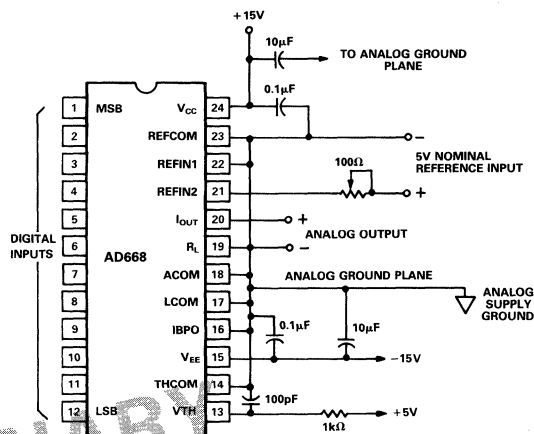 +15V
10µF
TO ANALOG GROUND
PLANE
0.1µF
1 MSB VCC 24
2 REFCOM 23
3 REFIN1 22
4 REFIN2 21
5 IOUT 20
6 RL 19
7 ACOM 18
8 LCOM 17
9 IBPO 16
10 VEE 15
11 THCOM 14
12 LSB VTH 13
DIGITAL
INPUTS
AD668
−
5V NOMINAL
REFERENCE INPUT
100Ω
+
+
ANALOG OUTPUT
−
ANALOG GROUND PLANE
ANALOG
SUPPLY
GROUND
0.1µF
10µF
−15V
100pF
+5V
1kΩ